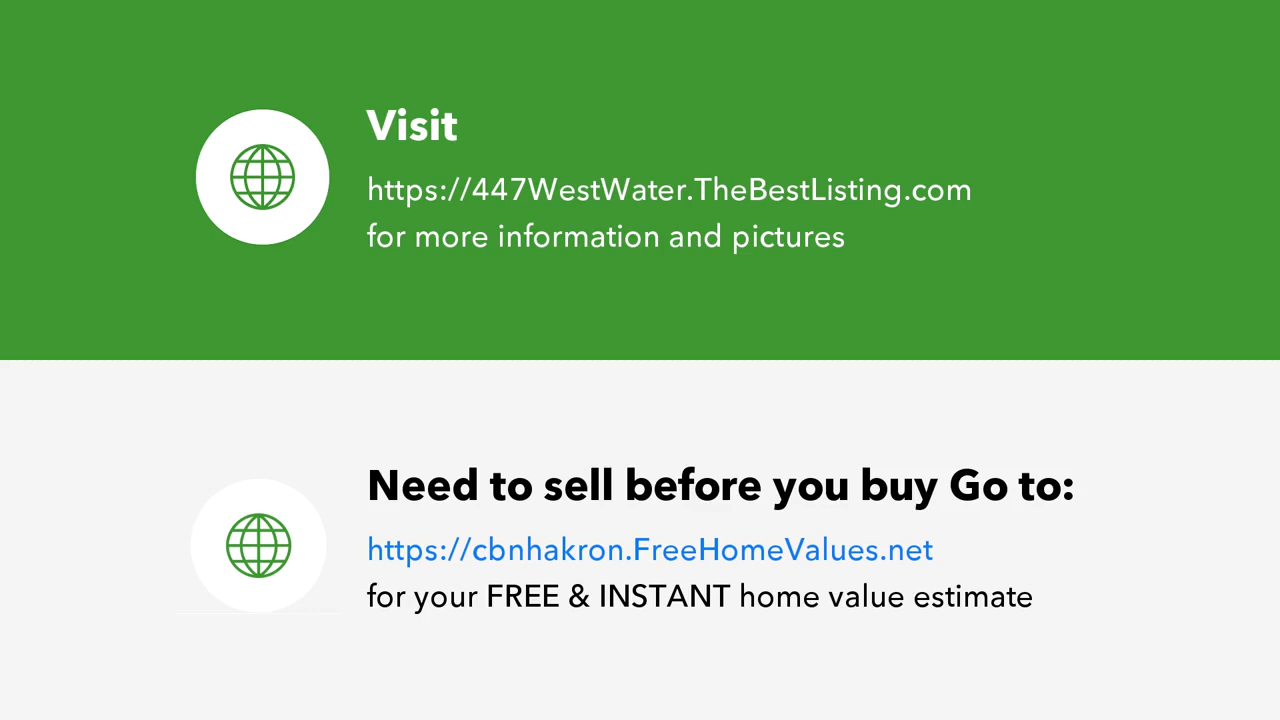 Visit
https://447WestWater.TheBestListing.com
for more information and pictures
Need to sell before you buy Go to:
https://cbnhakron.FreeHomeValues.net
for your FREE & INSTANT home value estimate